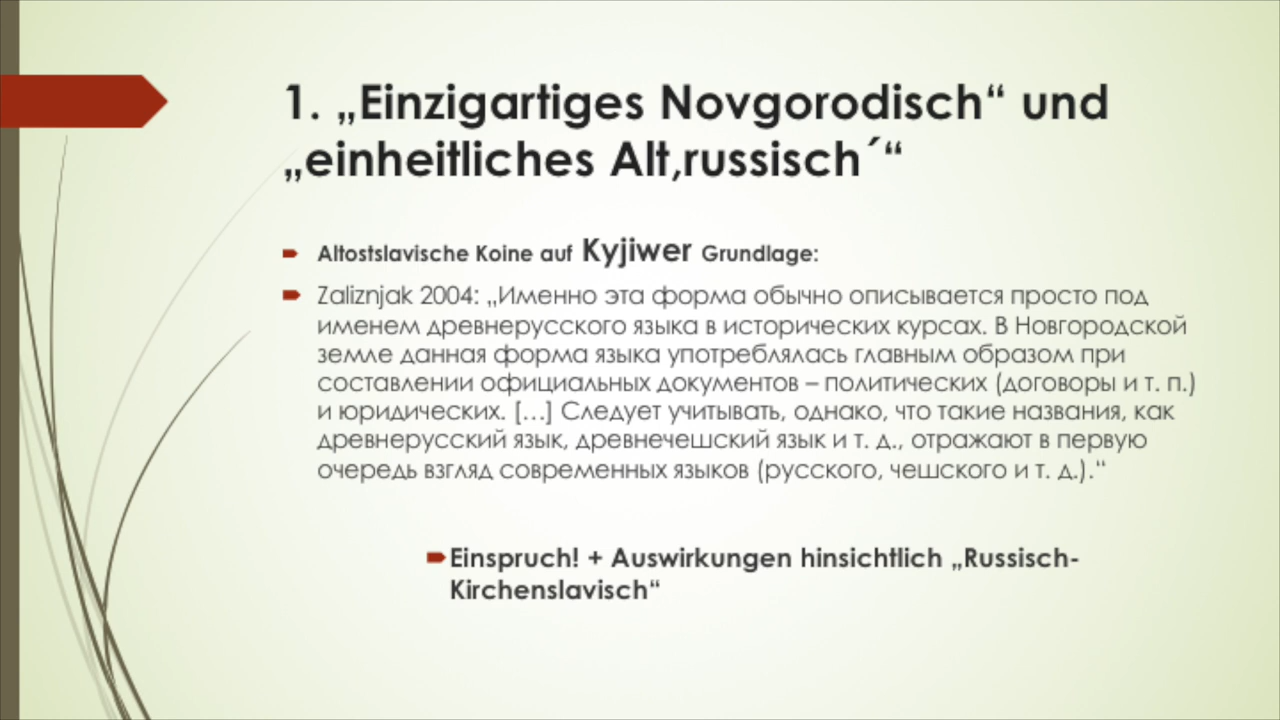 1. „Einzigartiges Novgorodisch“ und
„einheitliches Alt‚russisch´“
Altostslavische Koine auf Kyjiwer Grundlage:
Zaliznjak 2004: „Именно эта форма обычно описывается просто под
именем древнерусского языка в исторических курсах. В Новгородской
земле данная форма языка употреблялась главным образом при
составлении официальных документов – политических (договоры и т. п.)
и юридических. […] Следует учитывать, однако, что такие названия, как
древнерусский язык, древнечешский язык и т. д., отражают в первую
очередь взгляд современных языков (русского, чешского и т. д.).“
Einspruch! + Auswirkungen hinsichtlich „Russisch-
Kirchenslavisch“